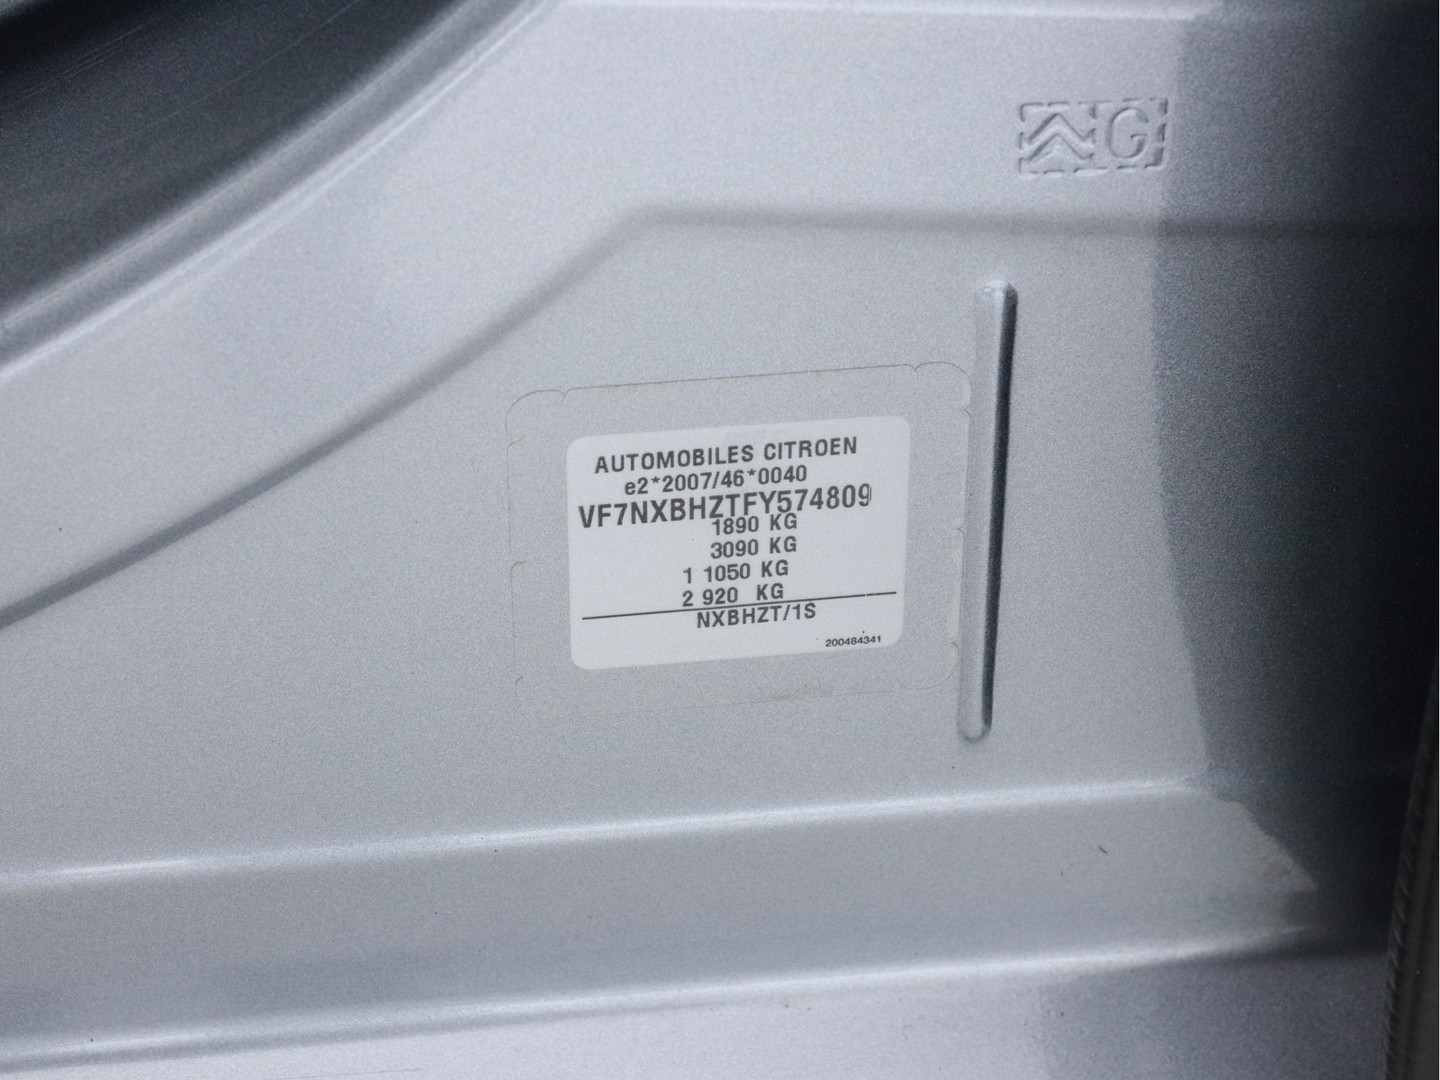 G
AUTOMOBILES CITROEN
e2*2007/46*0040
VF7NXBHZTFY574809
1890 KG
3090 KG
1 1050 KG
2 920 KG
NXBHZT/1S
200484341